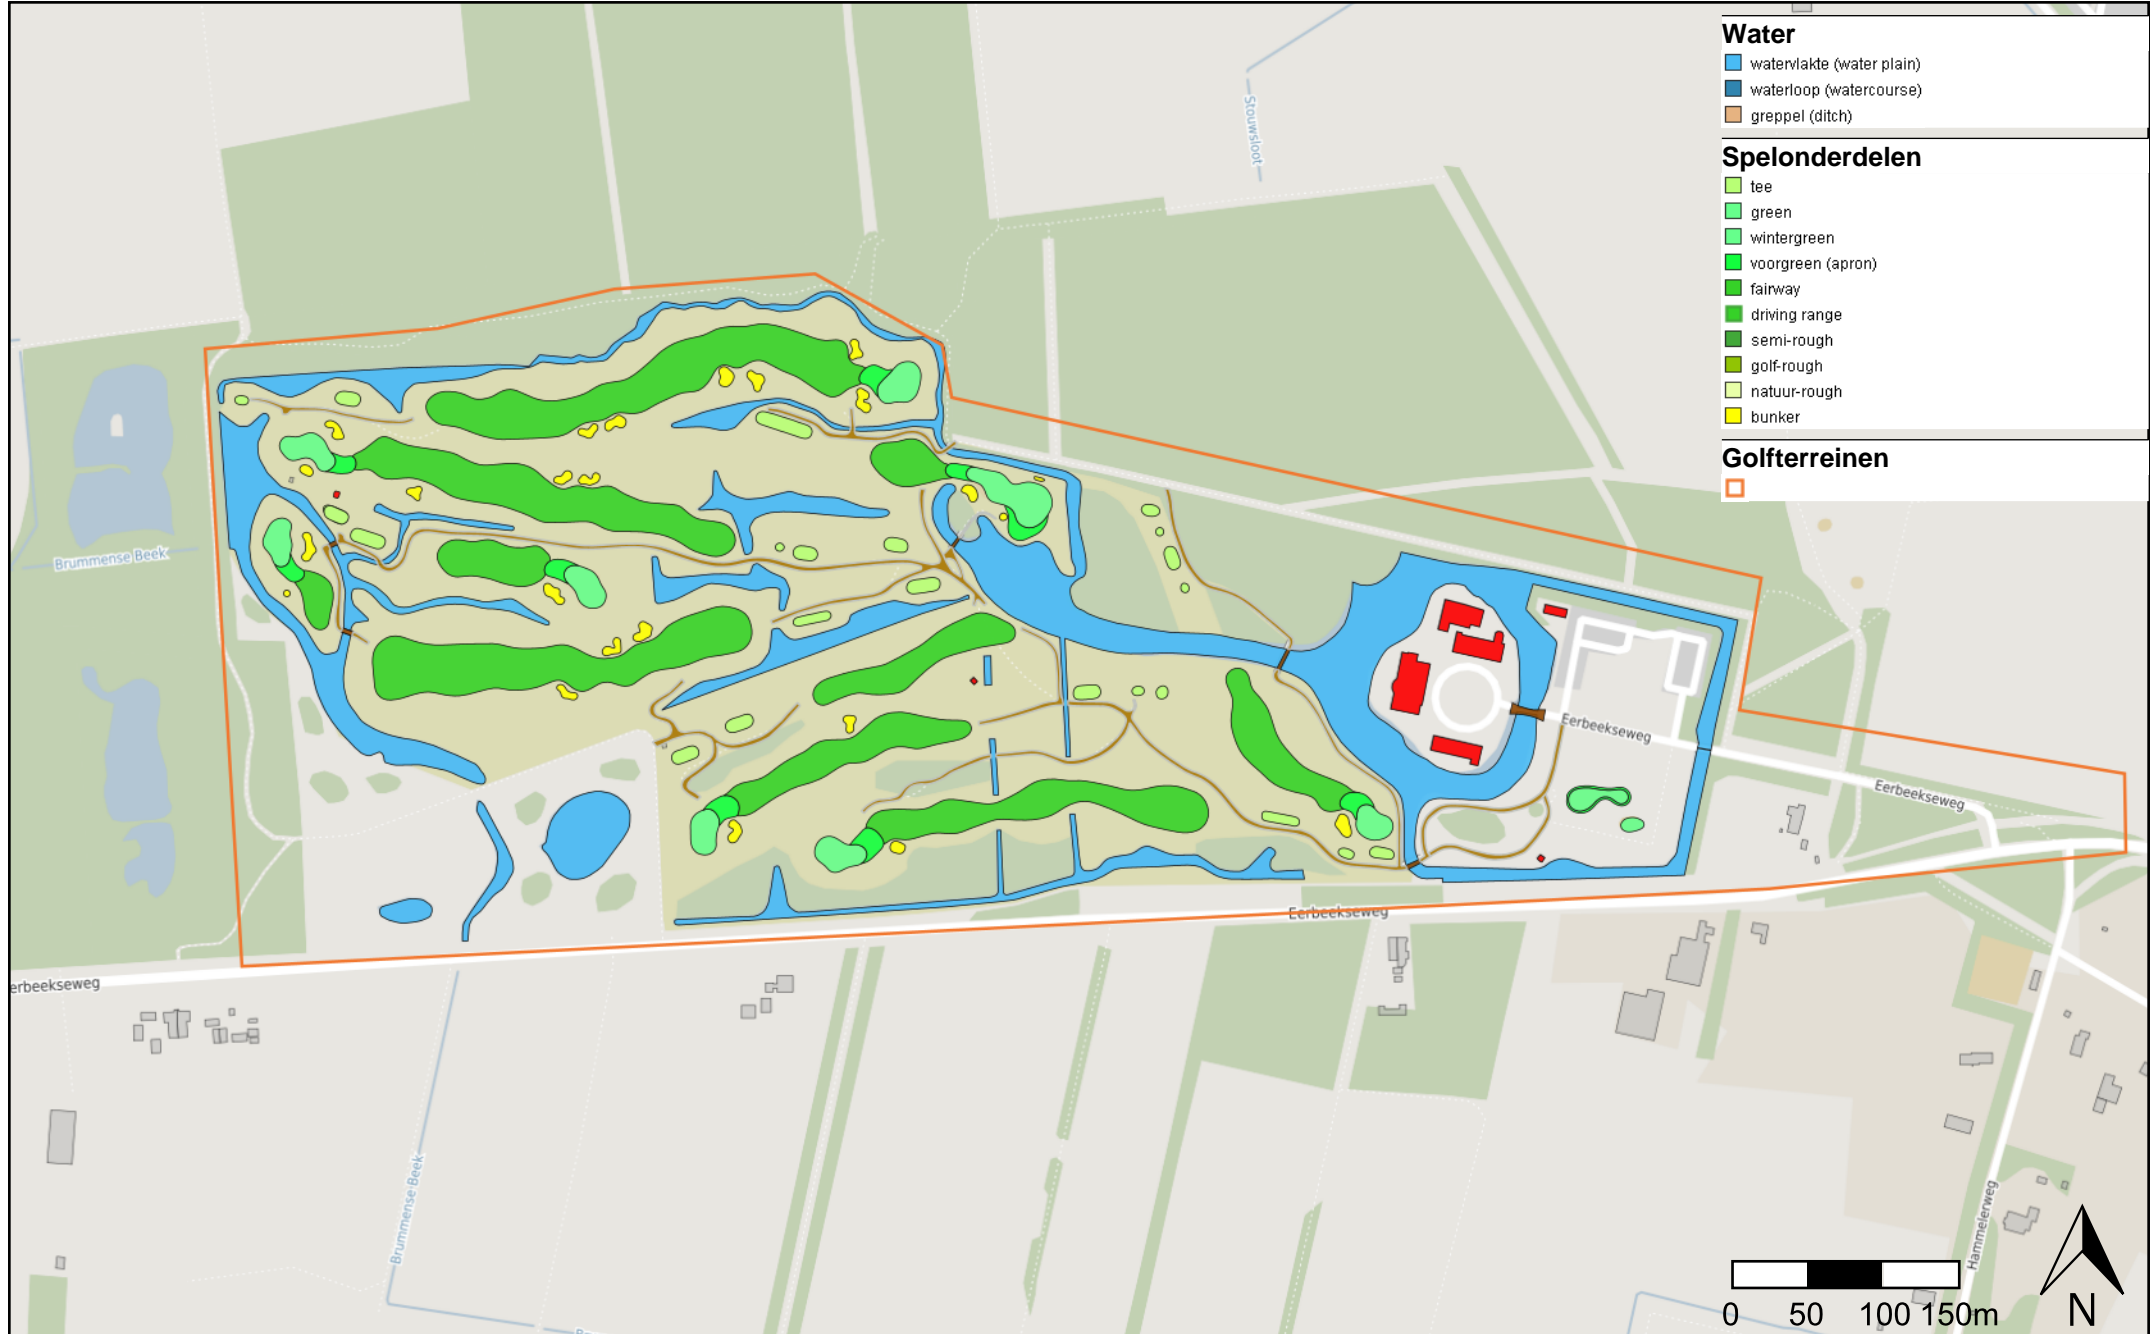 Water
watervlakte (water plain)
waterloop (watercourse)
greppel (ditch)
Spelonderdelen
tee
green
wintergreen
voorgreen (apron)
fairway
driving range
semi-rough
golf-rough
natuur-rough
bunker
Golfterreinen
Stouwsloot
Brummense Beek
Eerbeekseweg
Eerbeekseweg
Eerbeekseweg
erbeekseweg
Brummense Beek
Hammelerweg
0 50 100 150m
N